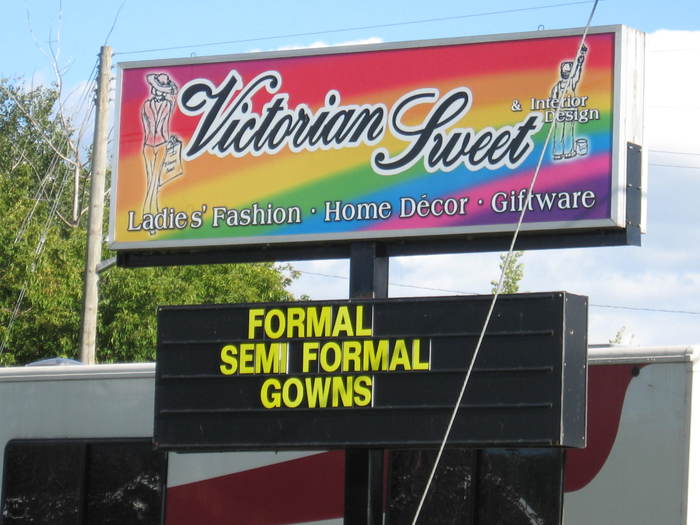 Victorian Sweet
& Interior
Design
Ladies' Fashion · Home Décor · Giftware
FORMAL
SEMI FORMAL
GOWNS